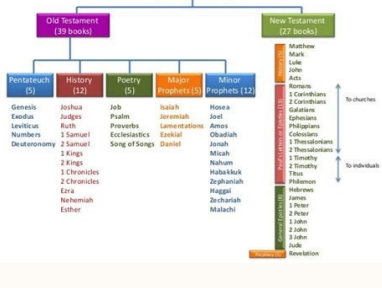 Old Testament
(39 books)
New Testament
(27 books)
Pentateuch
(5)
History
(12)
Poetry
(5)
Major
Prophets (5)
Minor
Prophets (12)
Genesis
Exodus
Leviticus
Numbers
Deuteronomy
Joshua
Judges
Ruth
1 Samuel
2 Samuel
1 Kings
2 Kings
1 Chronicles
2 Chronicles
Ezra
Nehemiah
Esther
Job
Psalm
Proverbs
Ecclesiastics
Song of Songs
Isaiah
Jeremiah
Lamentations
Ezekial
Daniel
Hosea
Joel
Amos
Obadiah
Jonah
Micah
Nahum
Habakkuk
Zephaniah
Haggai
Zechariah
Malachi
Matthew
Mark
Luke
John
Acts
Romans
1 Corinthians
2 Corinthians
Galatians
Ephesians
Philippians
Colossians
1 Thessalonians
2 Thessalonians
1 Timothy
2 Timothy
Titus
Philemon
Hebrews
James
1 Peter
2 Peter
1 John
2 John
3 John
Jude
Revelation
To churches
To individuals